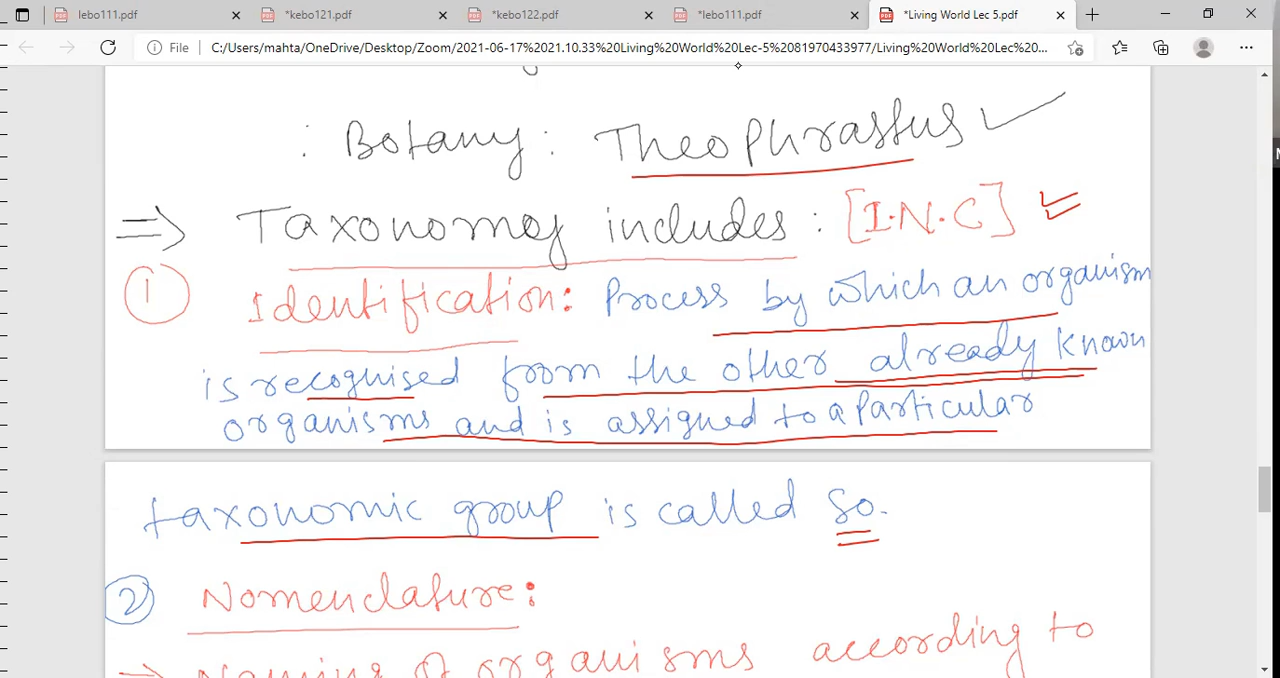 lebo111.pdf
*kebo121.pdf
*kebo122.pdf
*lebo111.pdf
*Living World Lec 5.pdf
File
C:/Users/mahta/OneDrive/Desktop/Zoom/2021-06-17%2021.10.33%20Living%20World%20Lec-5%2081970433977/Living%20World%20Lec%20...
: Botany : Theophrastus ✓
⇒ Taxonomy includes : [I.N.C]
① Identification: Process by which an organism
is recognised from the other already known
organisms and is assigned to a Particular
taxonomic group is called so.
② Nomenclature:
→ Naming of organisms according to